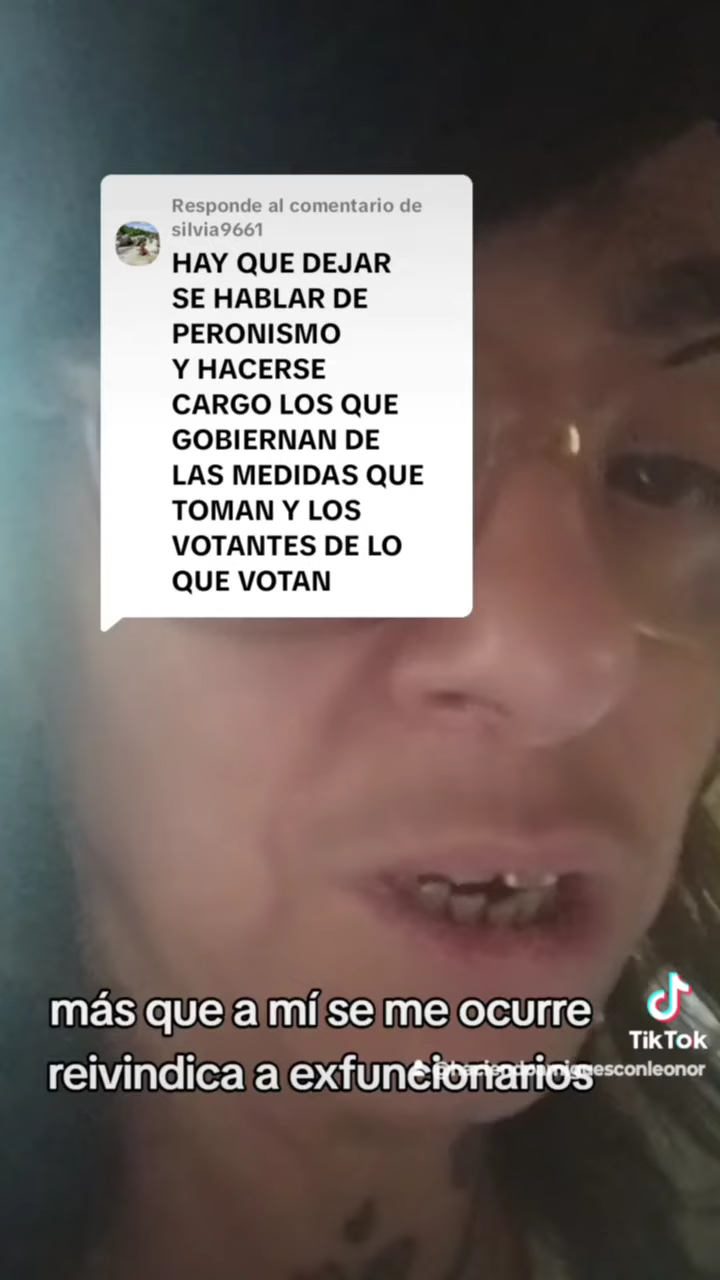 Responde al comentario de
silvia9661
HAY QUE DEJAR
SE HABLAR DE
PERONISMO
Y HACERSE
CARGO LOS QUE
GOBIERNAN DE
LAS MEDIDAS QUE
TOMAN Y LOS
VOTANTES DE LO
QUE VOTAN
más que a mí se me ocurre
reivindica a exfuncionarios
TikTok